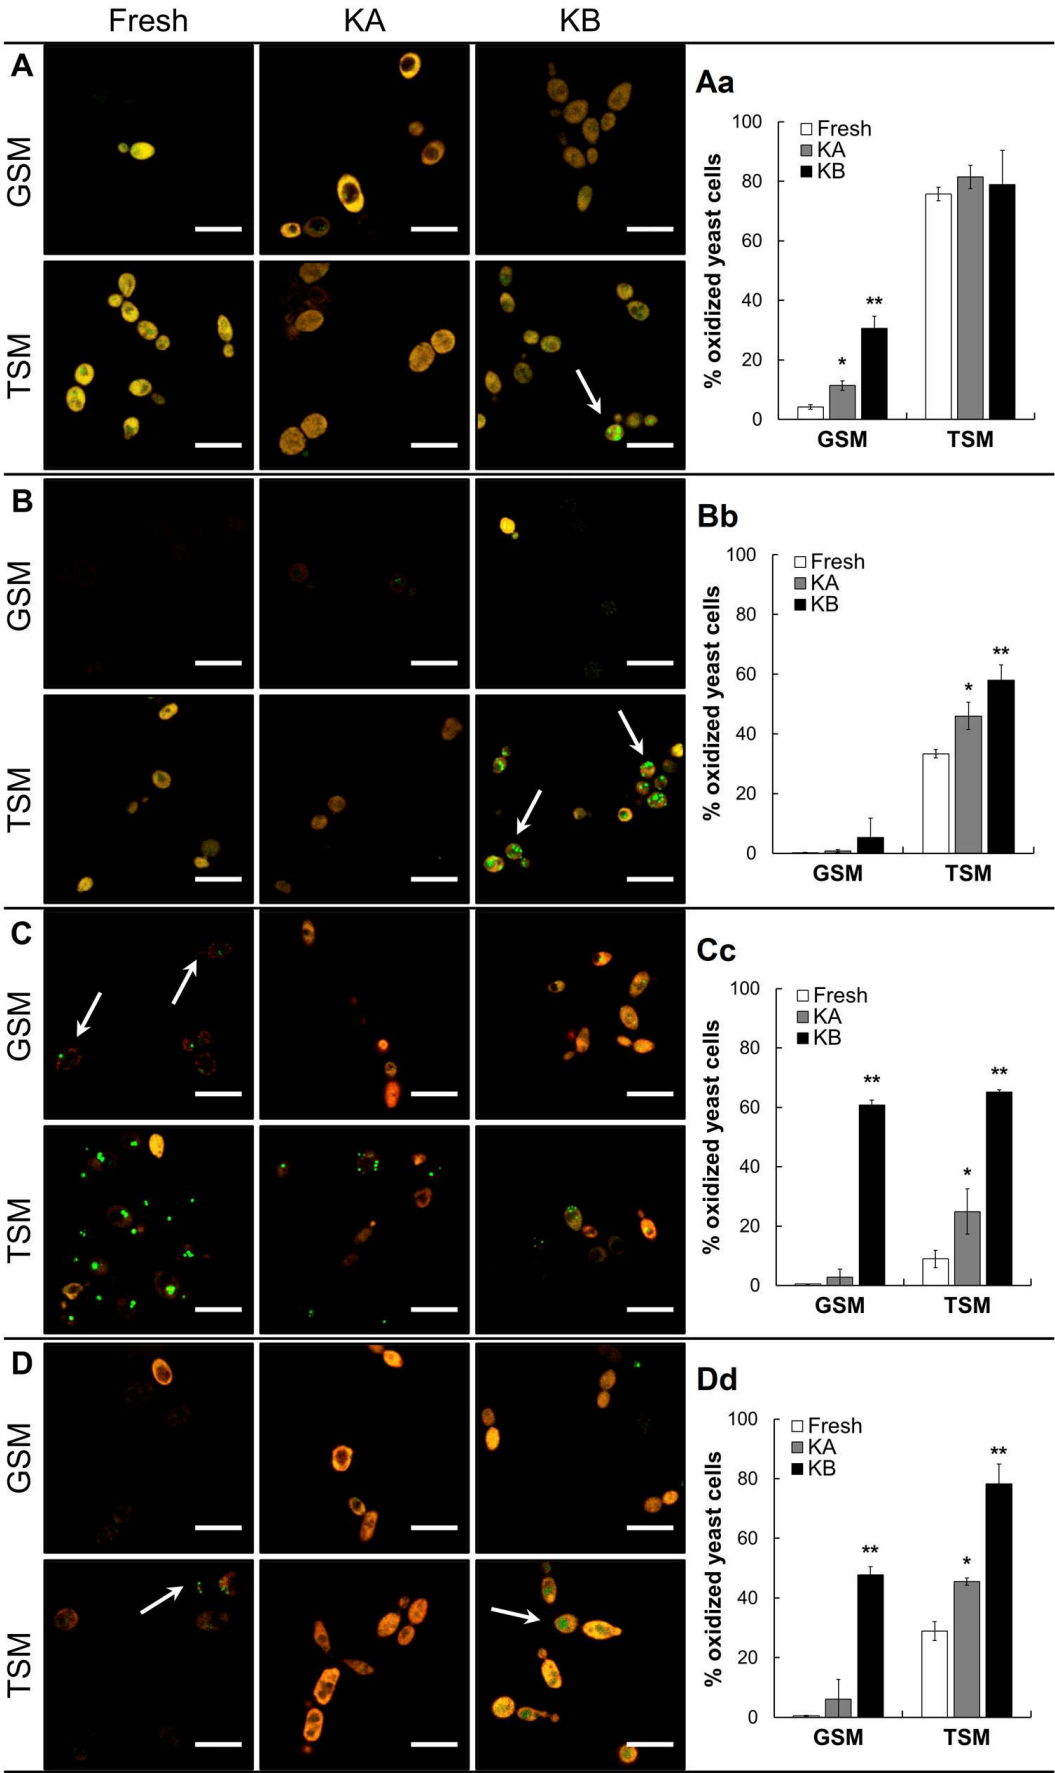 Fresh KA KB
A
GSM
TSM
Aa
% oxidized yeast cells
100
80
60
40
20
0
Fresh
KA
KB
*
**
GSM TSM
B
GSM
TSM
Bb
% oxidized yeast cells
100
80
60
40
20
0
Fresh
KA
KB
*
**
GSM TSM
C
GSM
TSM
Cc
% oxidized yeast cells
100
80
60
40
20
0
Fresh
KA
KB
**
*
**
GSM TSM
D
GSM
TSM
Dd
% oxidized yeast cells
100
80
60
40
20
0
Fresh
KA
KB
**
*
**
GSM TSM